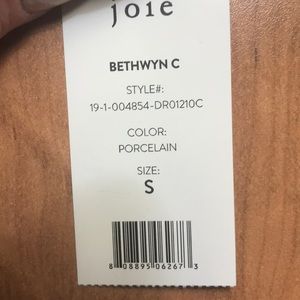 joie
BETHWYN C
STYLE#:
19-1-004854-DR01210C
COLOR:
PORCELAIN
SIZE:
S
8 08895 06267 3